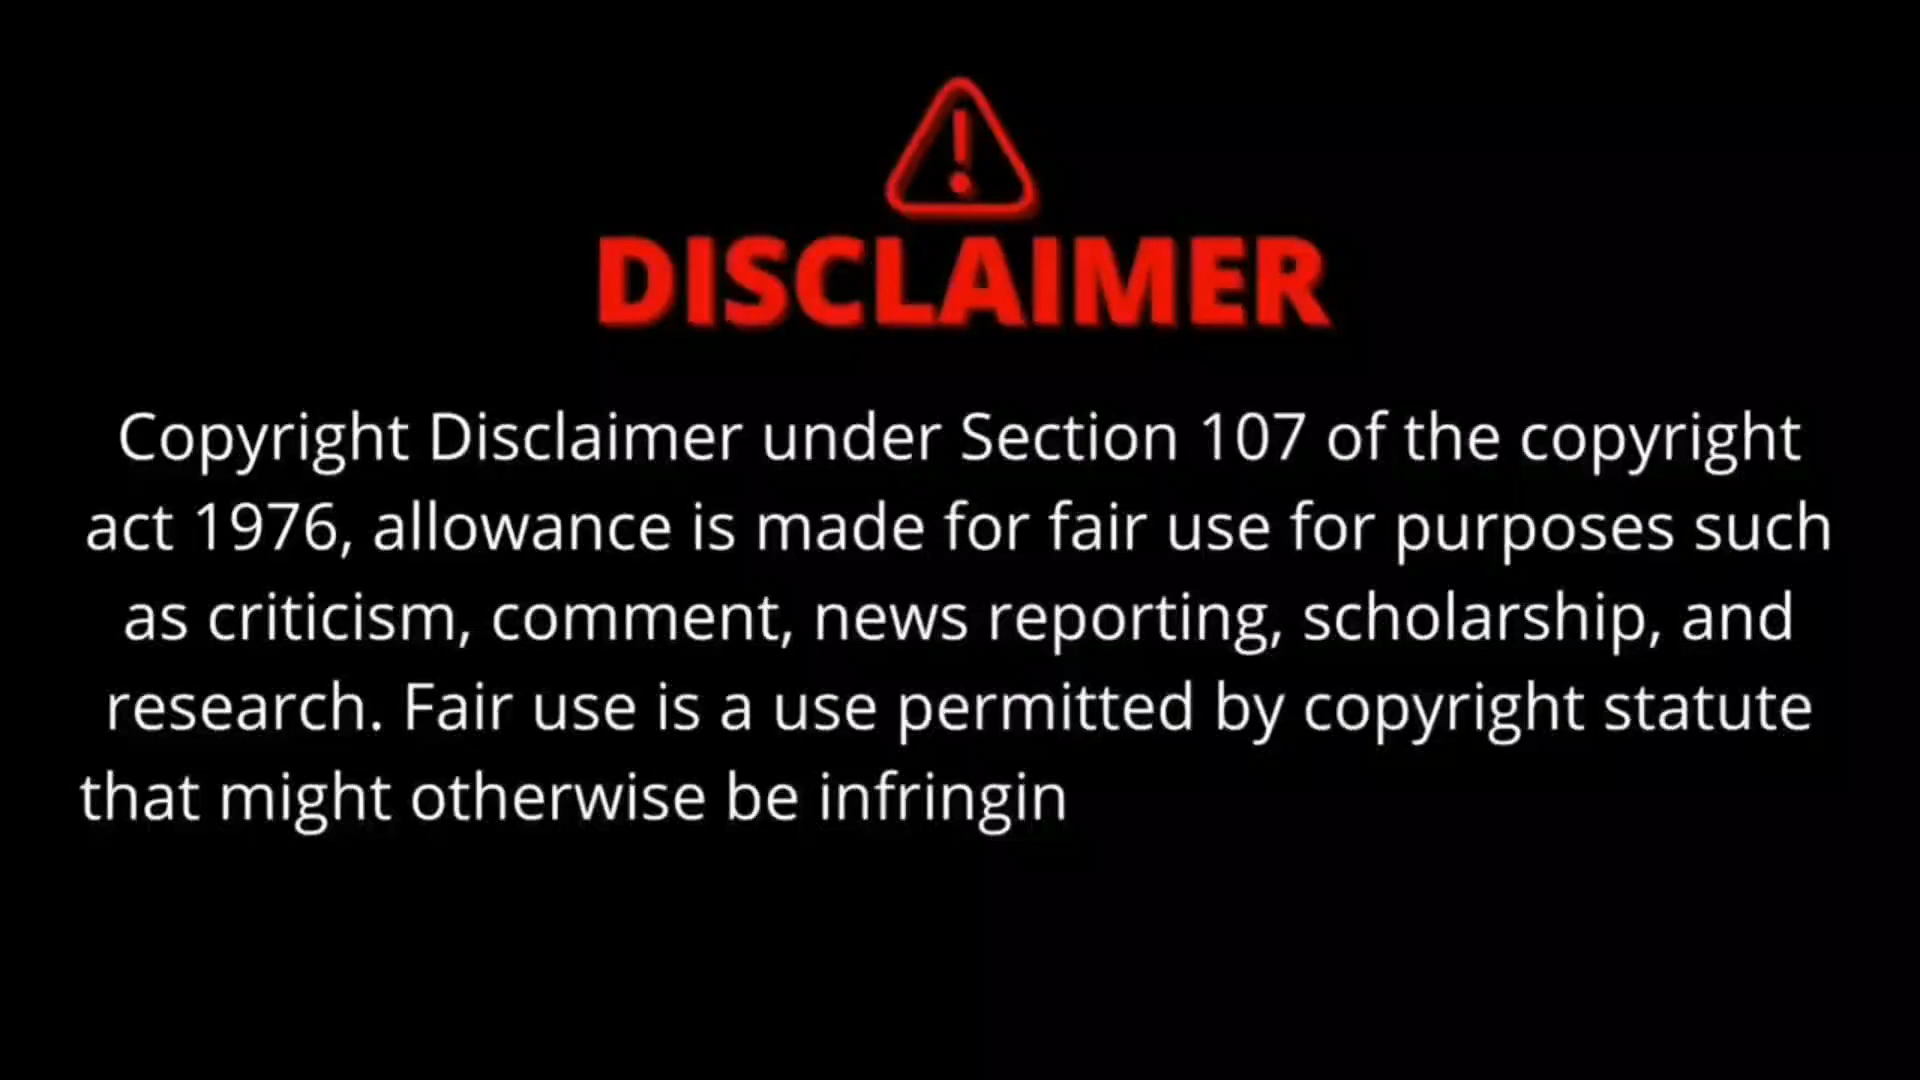 DISCLAIMER
Copyright Disclaimer under Section 107 of the copyright
act 1976, allowance is made for fair use for purposes such
as criticism, comment, news reporting, scholarship, and
research. Fair use is a use permitted by copyright statute
that might otherwise be infringin